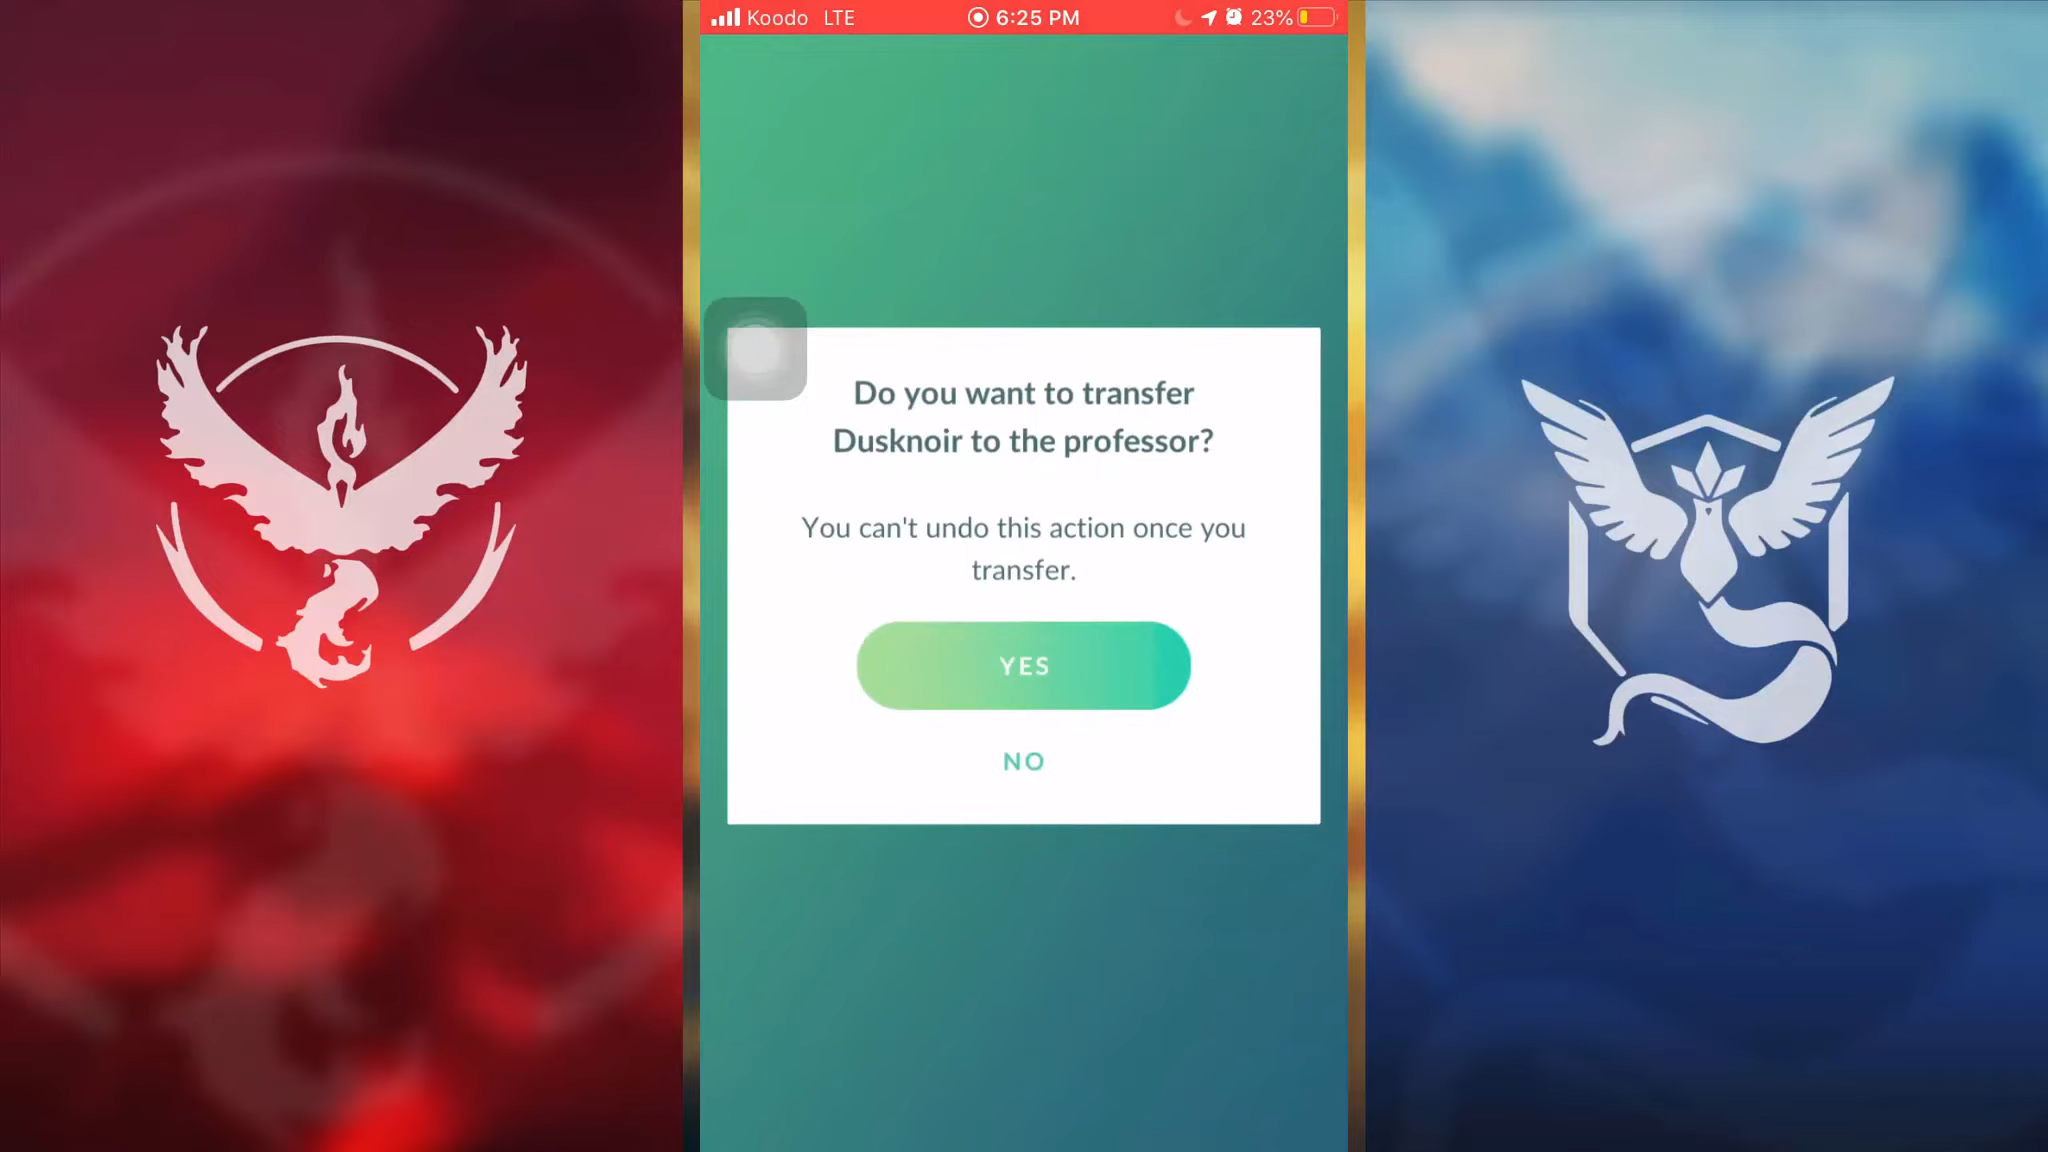 Koodo LTE 6:25 PM 23%
Do you want to transfer
Dusknoir to the professor?
You can't undo this action once you
transfer.
YES
NO